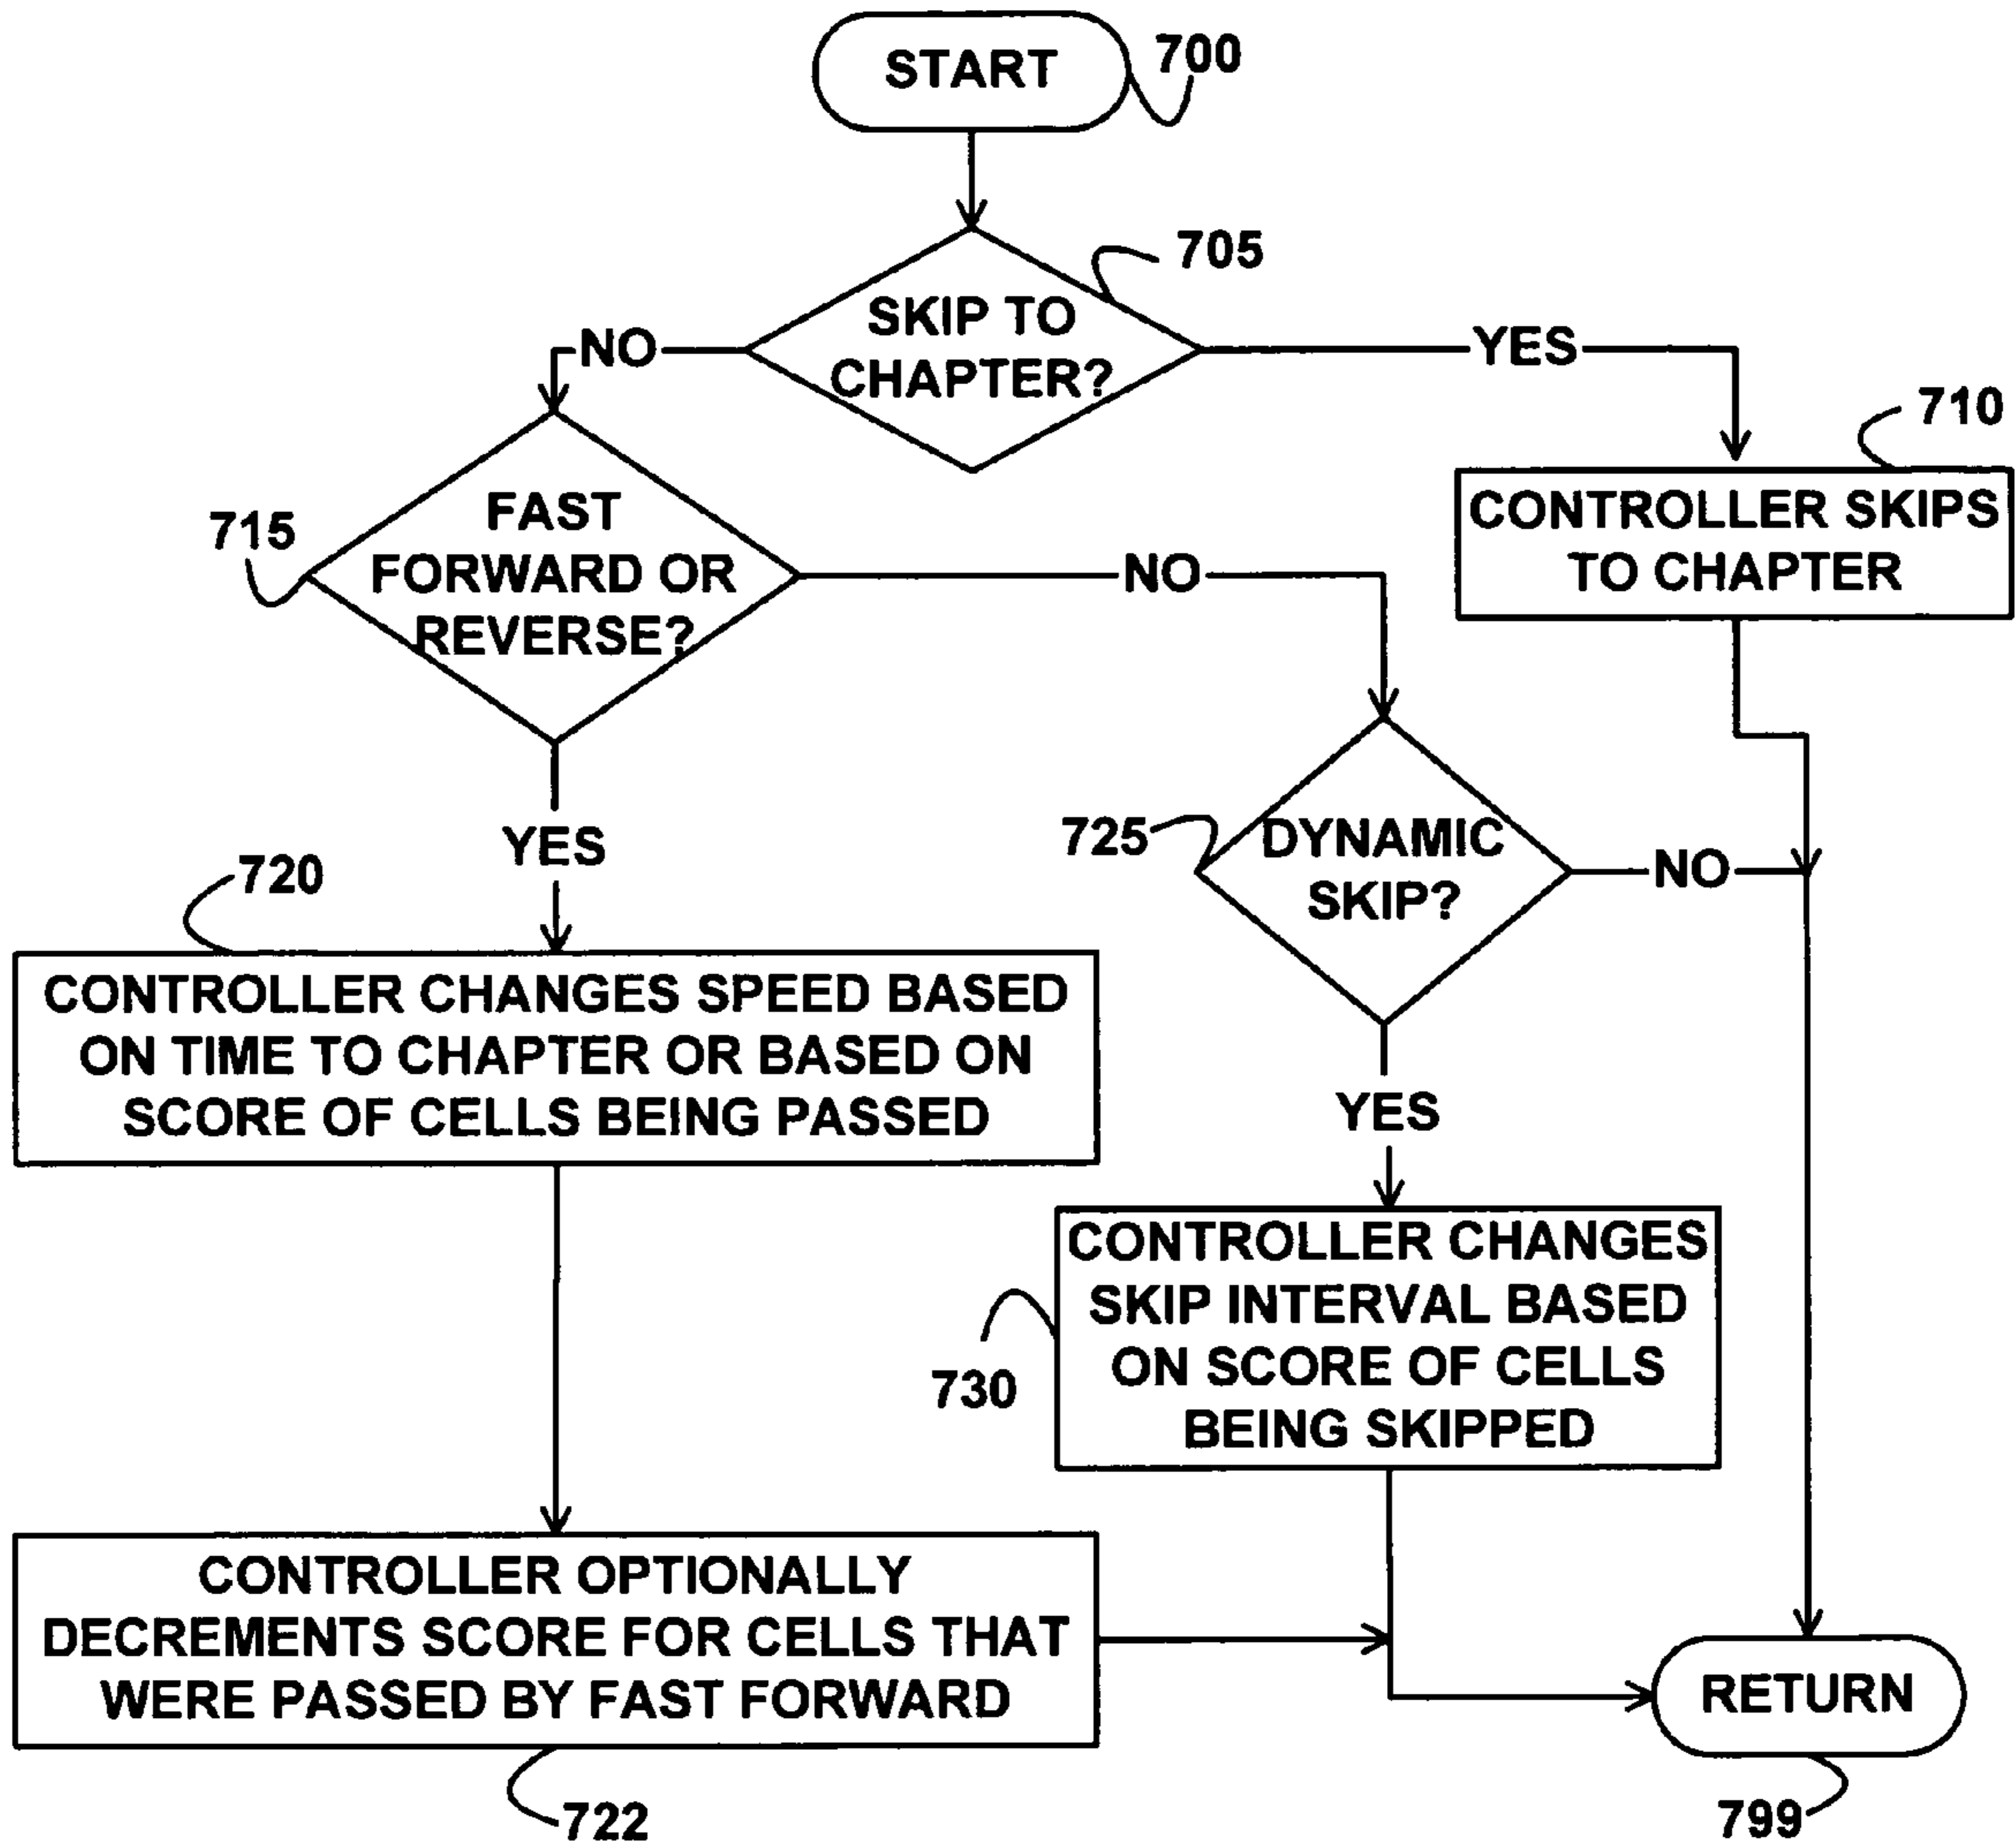 START
700
705
SKIP TO
CHAPTER?
NO
YES
710
CONTROLLER SKIPS
TO CHAPTER
715
FAST
FORWARD OR
REVERSE?
NO
725
DYNAMIC
SKIP?
NO
YES
720
CONTROLLER CHANGES SPEED BASED
ON TIME TO CHAPTER OR BASED ON
SCORE OF CELLS BEING PASSED
YES
730
CONTROLLER CHANGES
SKIP INTERVAL BASED
ON SCORE OF CELLS
BEING SKIPPED
CONTROLLER OPTIONALLY
DECREMENTS SCORE FOR CELLS THAT
WERE PASSED BY FAST FORWARD
722
RETURN
799